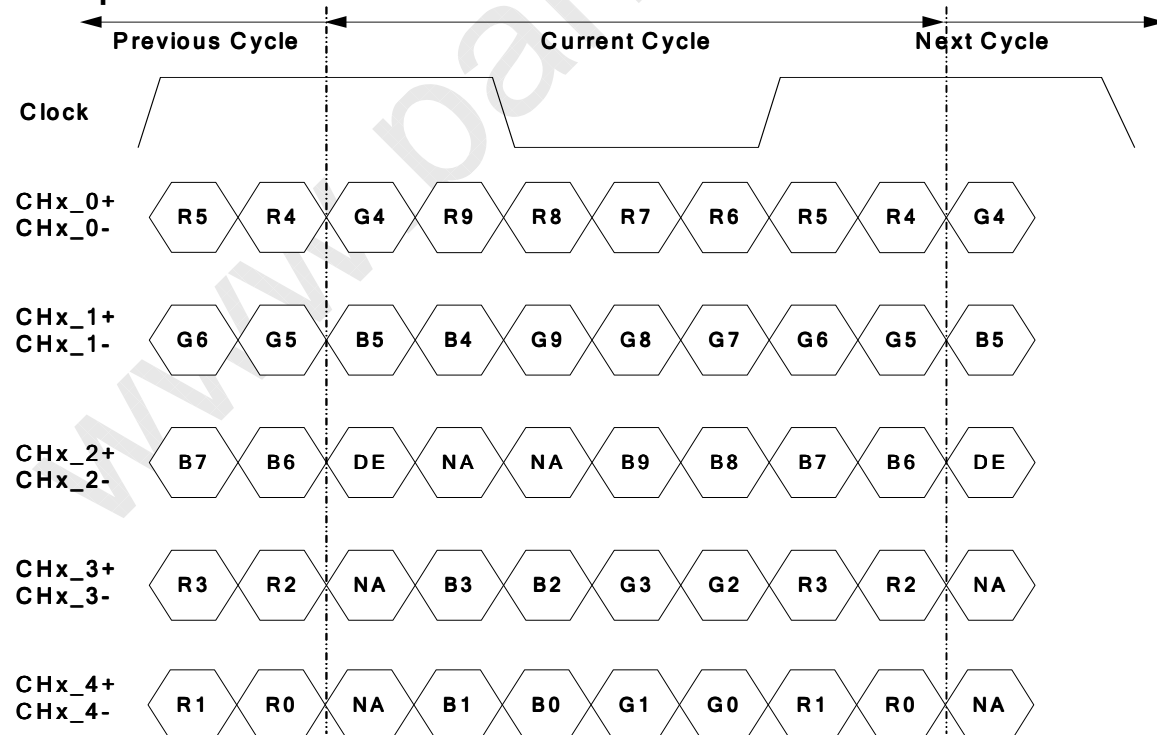 Previous Cycle Current Cycle Next Cycle
Clock
CHx_0+
CHx_0-
R5 R4 G4 R9 R8 R7 R6 R5 R4 G4
CHx_1+
CHx_1-
G6 G5 B5 B4 G9 G8 G7 G6 G5 B5
CHx_2+
CHx_2-
B7 B6 DE NA NA B9 B8 B7 B6 DE
CHx_3+
CHx_3-
R3 R2 NA B3 B2 G3 G2 R3 R2 NA
CHx_4+
CHx_4-
R1 R0 NA B1 B0 G1 G0 R1 R0 NA
www.pan